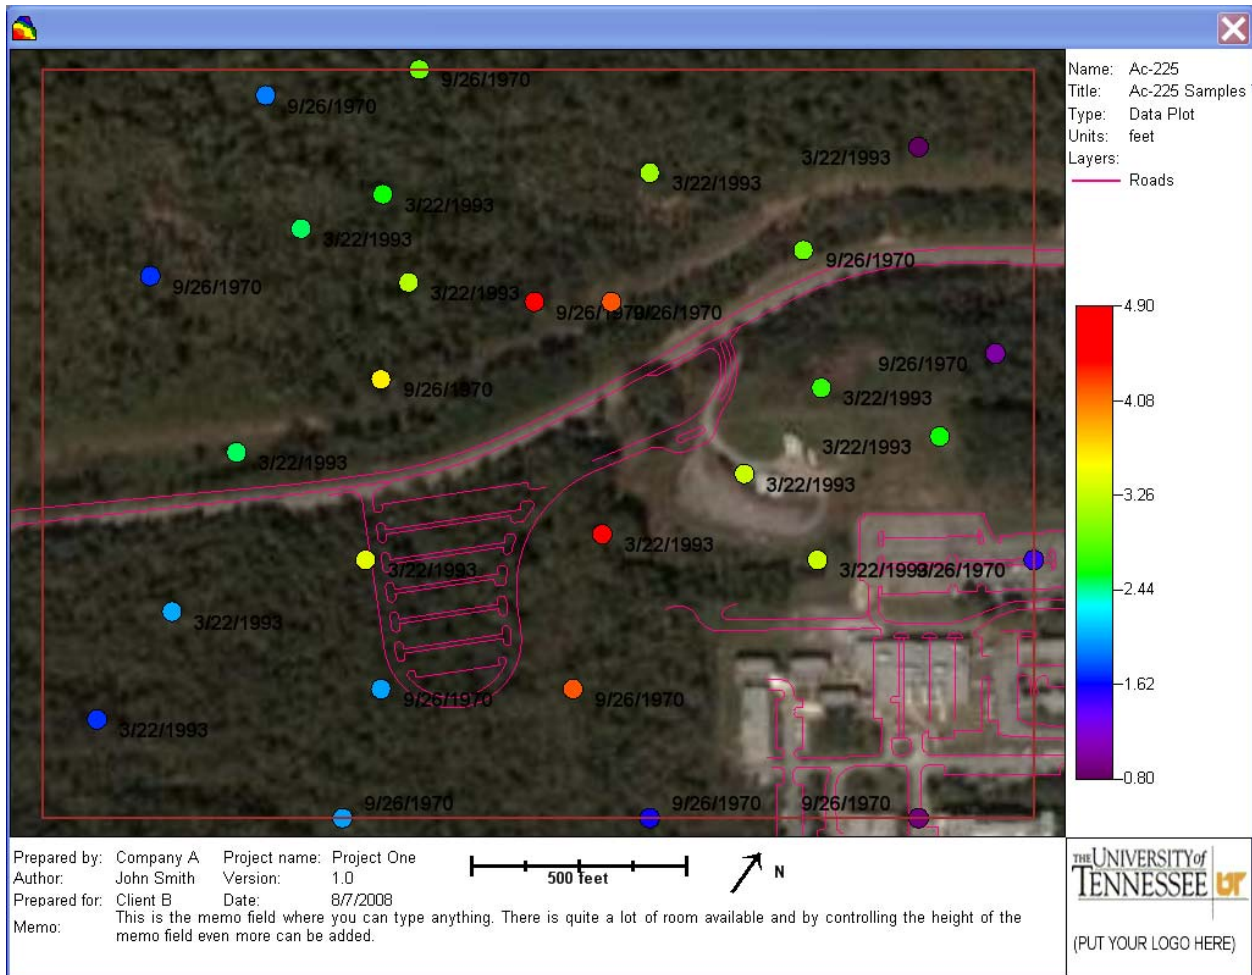 9/26/1970
9/26/1970
3/22/1993
3/22/1993
3/22/1993
3/22/1993
9/26/1970
9/26/1970
3/22/1993
9/26/1970
9/26/1970
9/26/1970
9/26/1970
3/22/1993
3/22/1993
3/22/1993
3/22/1993
3/22/1993
3/22/1993
3/22/1993
9/26/1970
3/22/1993
9/26/1970
9/26/1970
3/22/1993
9/26/1970
9/26/1970
9/26/1970
Name: Ac-225
Title: Ac-225 Samples
Type: Data Plot
Units: feet
Layers:
Roads
4.90
4.08
3.26
2.44
1.62
0.80
Prepared by: Company A Project name: Project One
Author: John Smith Version: 1.0
Prepared for: Client B Date: 8/7/2008
Memo: This is the memo field where you can type anything. There is quite a lot of room available and by controlling the height of the
memo field even more can be added.
500 feet
N
THE UNIVERSITY of
TENNESSEE UT
(PUT YOUR LOGO HERE)